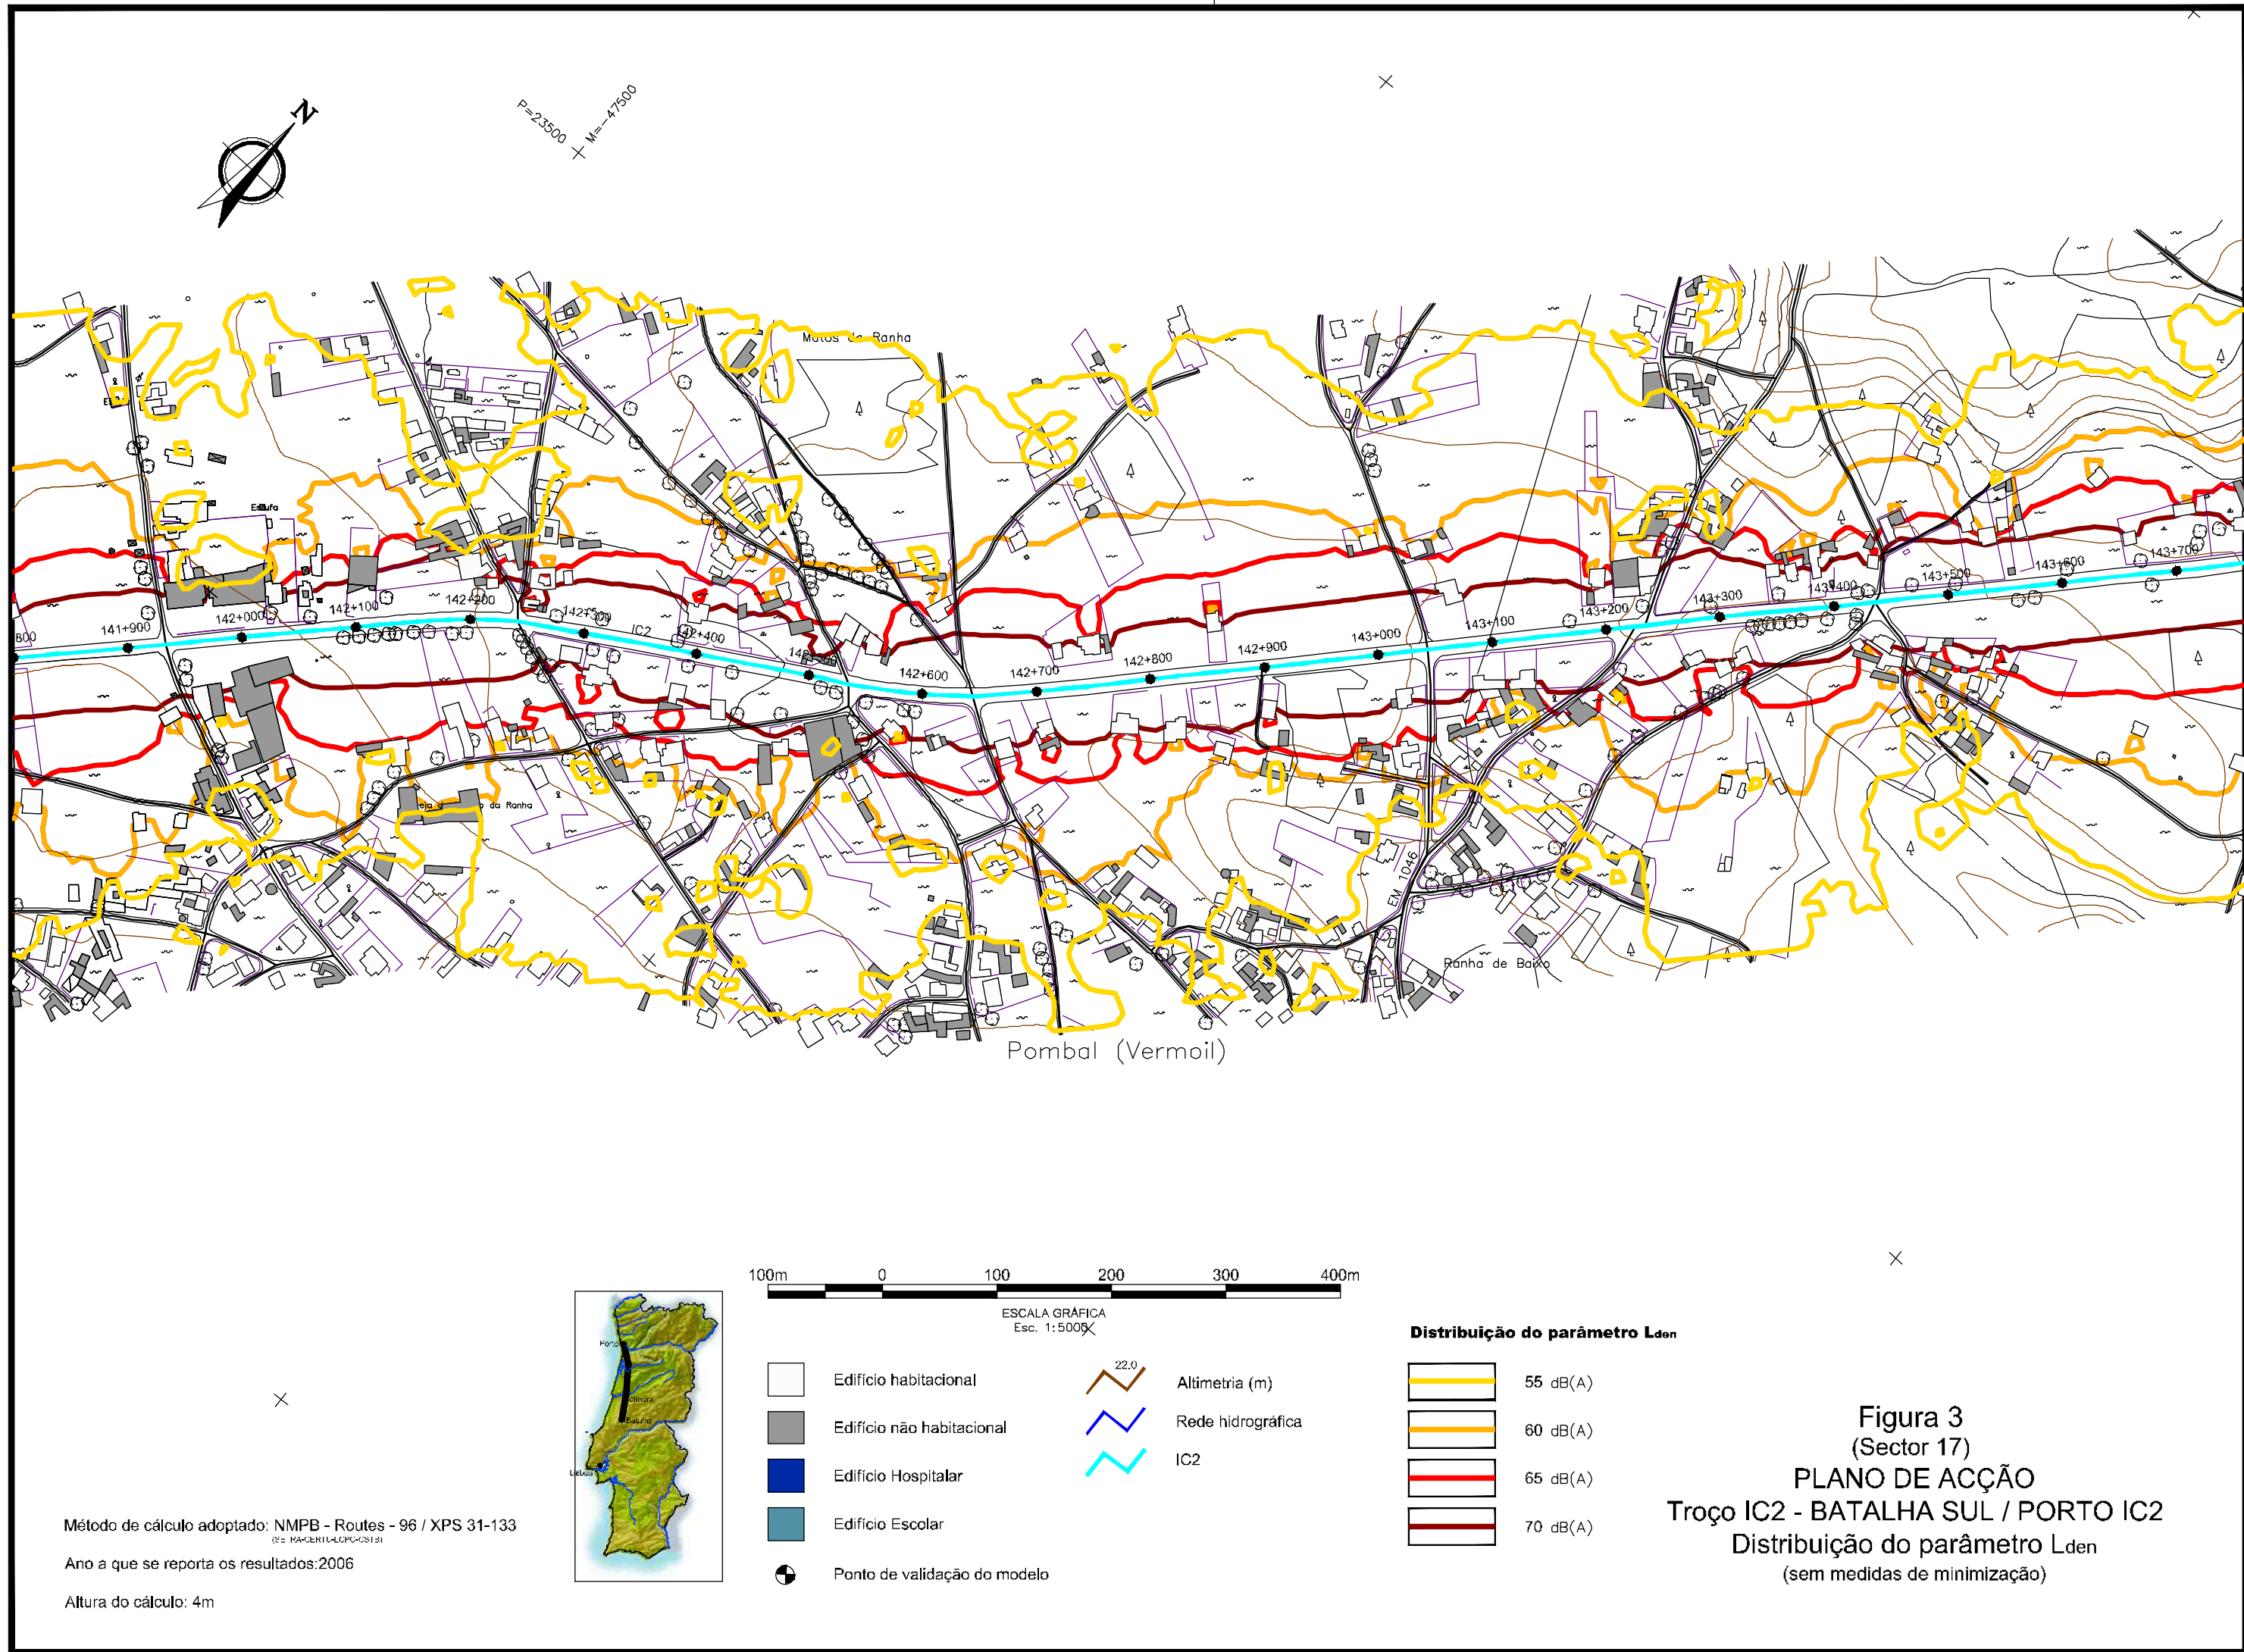 N
P=23500
M=-47500
Matos da Ranha
Estufa
800
141+900
142+000
142+100
142+200
142+300
IC2
142+400
142+600
142+700
142+800
142+900
143+000
143+100
143+200
143+300
143+400
143+500
143+600
143+700
da Ranha
EM 1046
Ranha de Baixo
Pombal (Vermoil)
100m 0 100 200 300 400m
ESCALA GRÁFICA
Esc. 1:5000
Porto
Batalha
Lisboa
Edifício habitacional
Edifício não habitacional
Edifício Hospitalar
Edifício Escolar
Ponto de validação do modelo
22.0
Altimetria (m)
Rede hidrográfica
IC2
Distribuição do parâmetro Lden
55 dB(A)
60 dB(A)
65 dB(A)
70 dB(A)
Figura 3
(Sector 17)
PLANO DE ACÇÃO
Troço IC2 - BATALHA SUL / PORTO IC2
Distribuição do parâmetro Lden
(sem medidas de minimização)
Método de cálculo adoptado: NMPB - Routes - 96 / XPS 31-133
Ano a que se reporta os resultados:2006
Altura do cálculo: 4m